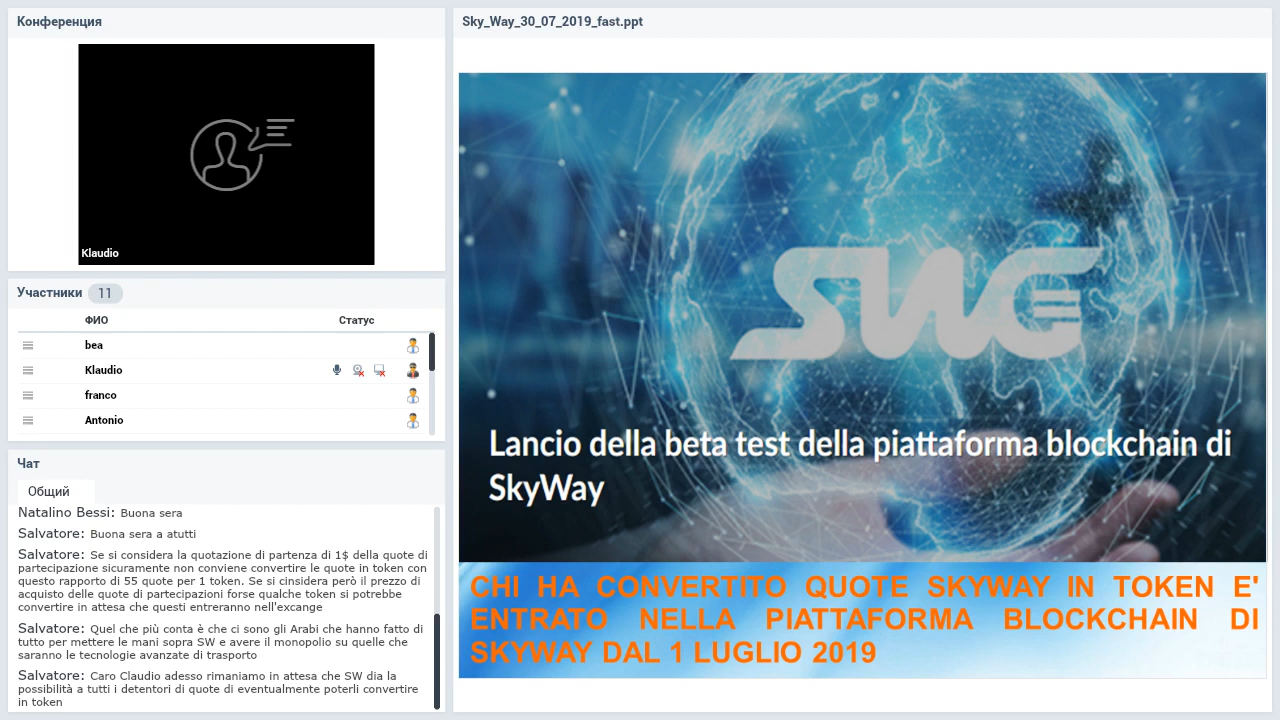 Конференция
Klaudio
Участники 11
ФИО Статус
bea
Klaudio
franco
Antonio
Чат
Общий
Natalino Bessi: Buona sera
Salvatore: Buona sera a atutti
Salvatore: Se si considera la quotazione di partenza di 1$ della quote di
partecipazione sicuramente non conviene convertire le quote in token con
questo rapporto di 55 quote per 1 token. Se si cinsidera però il prezzo di
acquisto delle quote di partecipazioni forse qualche token si potrebbe
convertire in attesa che questi entreranno nell'excange
Salvatore: Quel che più conta è che ci sono gli Arabi che hanno fatto di
tutto per mettere le mani sopra SW e avere il monopolio su quelle che
saranno le tecnologie avanzate di trasporto
Salvatore: Caro Claudio adesso rimaniamo in attesa che SW dia la
possibilità a tutti i detentori di quote di eventualmente poterli convertire
in token
Sky_Way_30_07_2019_fast.ppt
SWC
Lancio della beta test della piattaforma blockchain di
SkyWay
CHI HA CONVERTITO QUOTE SKYWAY IN TOKEN E'
ENTRATO NELLA PIATTAFORMA BLOCKCHAIN DI
SKYWAY DAL 1 LUGLIO 2019